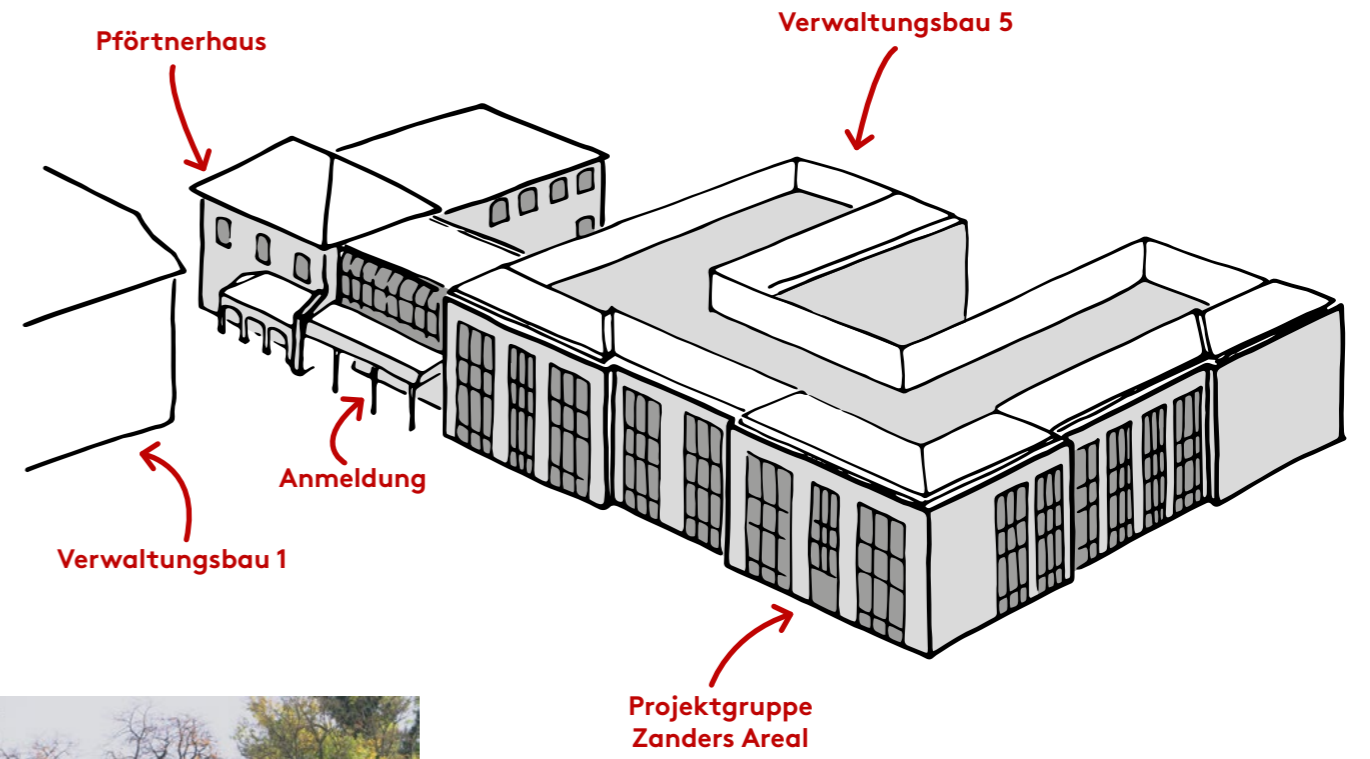 Verwaltungsbau 5
Pförtnerhaus
Anmeldung
Verwaltungsbau 1
Projektgruppe
Zanders Areal